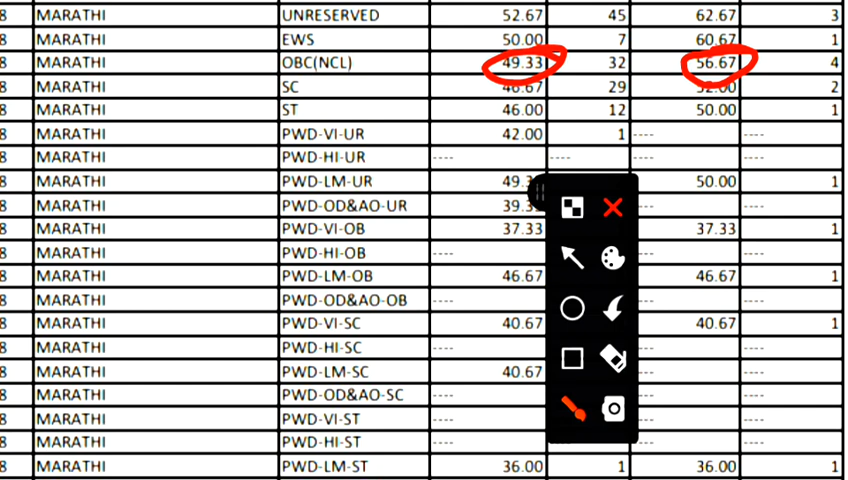 8 MARATHI UNRESERVED 52.67 45 62.67 3
8 MARATHI EWS 50.00 7 60.67 1
8 MARATHI OBC(NCL) 49.33 32 56.67 4
8 MARATHI SC 46.67 29 52.00 2
8 MARATHI ST 46.00 12 50.00 1
8 MARATHI PWD-VI-UR 42.00 1 ---- ----
8 MARATHI PWD-HI-UR ---- ---- ---- ----
8 MARATHI PWD-LM-UR 50.00 1
8 MARATHI PWD-OD&AO-UR ----
8 MARATHI PWD-VI-OB 37.33 37.33 1
8 MARATHI PWD-HI-OB ---- ----
8 MARATHI PWD-LM-OB 46.67 46.67 1
8 MARATHI PWD-OD&AO-OB ---- ----
8 MARATHI PWD-VI-SC 40.67 40.67 1
8 MARATHI PWD-HI-SC ---- ----
8 MARATHI PWD-LM-SC 40.67 ----
8 MARATHI PWD-OD&AO-SC ---- ----
8 MARATHI PWD-VI-ST ---- ----
8 MARATHI PWD-HI-ST ---- ----
8 MARATHI PWD-LM-ST 36.00 1 36.00 1